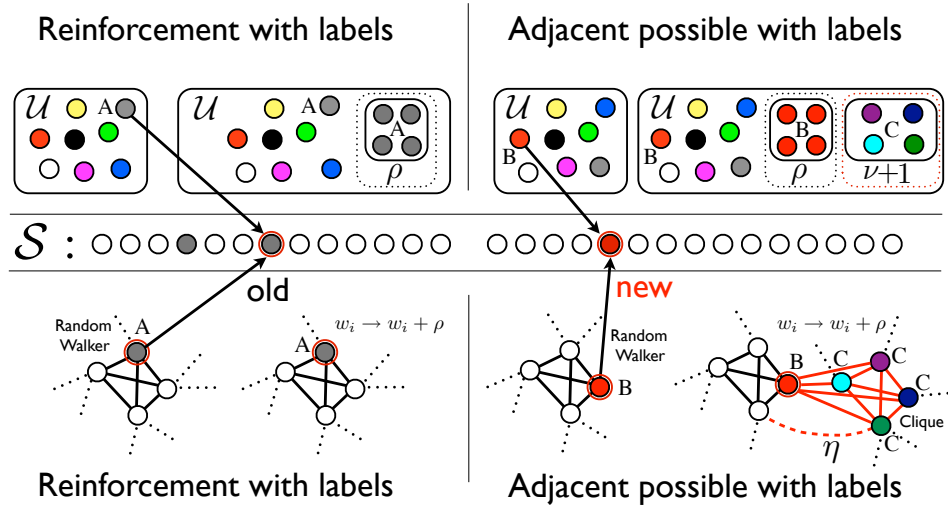 Reinforcement with labels
Adjacent possible with labels
𝒰 A
𝒰 A A
ρ
𝒰 B
𝒰 B B C
ρ ν+1
𝒮 :
old
new
Random
Walker
A
A
w_i → w_i + ρ
Random
Walker
B
w_i → w_i + ρ
B
C
C
C
C
Clique
η
Reinforcement with labels
Adjacent possible with labels